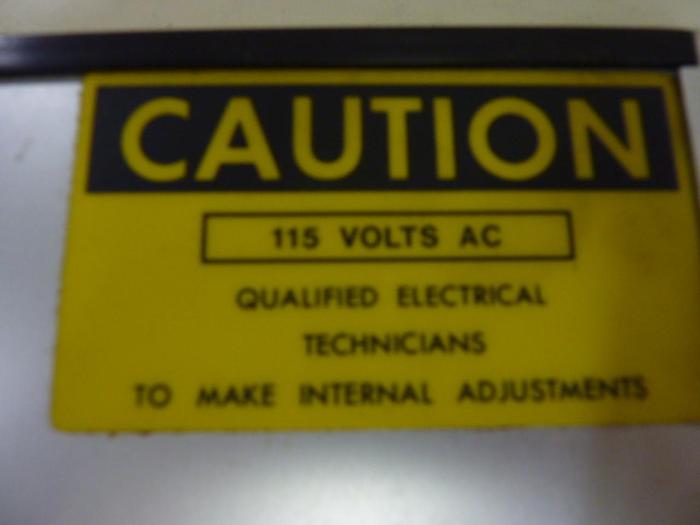 CAUTION
115 VOLTS AC
QUALIFIED ELECTRICAL
TECHNICIANS
TO MAKE INTERNAL ADJUSTMENTS